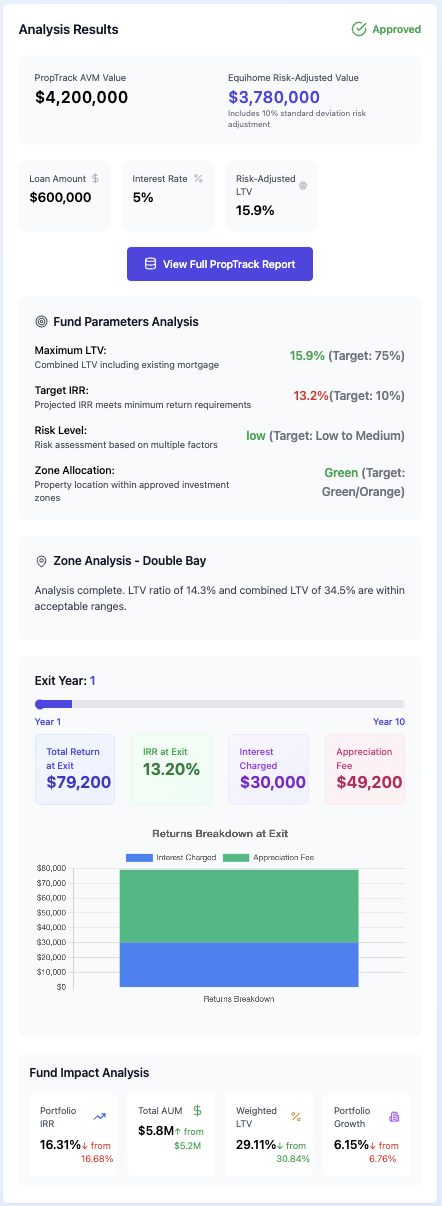 Analysis Results
Approved
PropTrack AVM Value
$4,200,000
Equihome Risk-Adjusted Value
$3,780,000
Includes 10% standard deviation risk
adjustment
Loan Amount $
$600,000
Interest Rate %
5%
Risk-Adjusted
LTV
15.9%
View Full PropTrack Report
Fund Parameters Analysis
Maximum LTV:
Combined LTV including existing mortgage
15.9% (Target: 75%)
Target IRR:
Projected IRR meets minimum return requirements
13.2%(Target: 10%)
Risk Level:
Risk assessment based on multiple factors
low (Target: Low to Medium)
Zone Allocation:
Property location within approved investment
zones
Green (Target:
Green/Orange)
Zone Analysis - Double Bay
Analysis complete. LTV ratio of 14.3% and combined LTV of 34.5% are within
acceptable ranges.
Exit Year: 1
Year 1
Year 10
Total Return
at Exit
$79,200
IRR at Exit
13.20%
Interest
Charged
$30,000
Appreciation
Fee
$49,200
Returns Breakdown at Exit
Interest Charged
Appreciation Fee
$80,000
$70,000
$60,000
$50,000
$40,000
$30,000
$20,000
$10,000
$0
Returns Breakdown
Fund Impact Analysis
Portfolio
IRR
16.31%↓ from
16.68%
Total AUM $
$5.8M↑ from
$5.2M
Weighted
LTV %
29.11%↓ from
30.84%
Portfolio
Growth
6.15%↓ from
6.76%